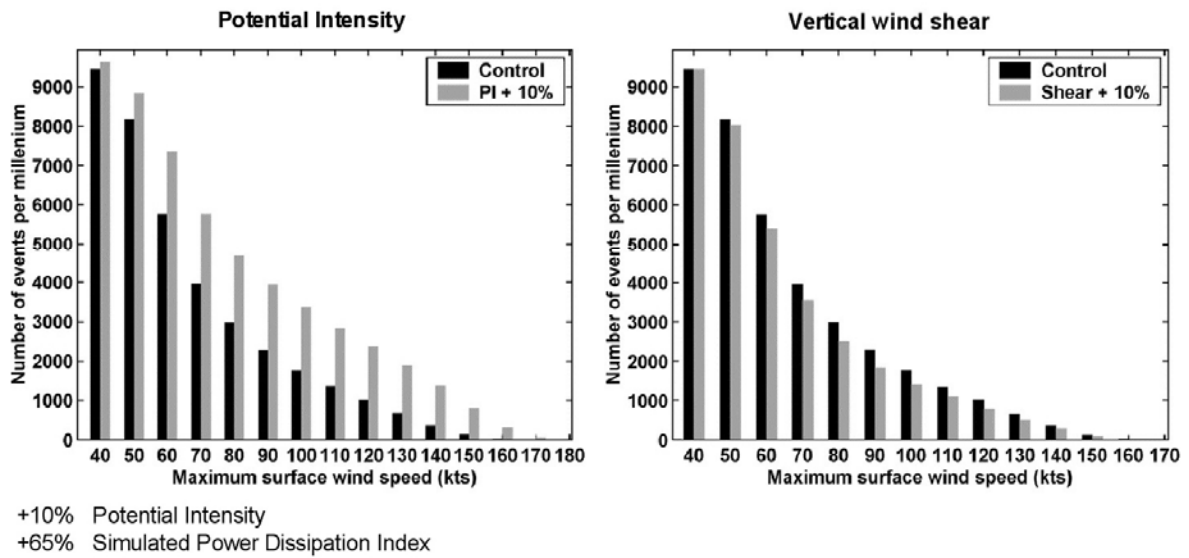 Potential Intensity
Control
PI + 10%
Number of events per millenium
9000
8000
7000
6000
5000
4000
3000
2000
1000
0
40 50 60 70 80 90 100 110 120 130 140 150 160 170 180
Maximum surface wind speed (kts)
Vertical wind shear
Control
Shear + 10%
Number of events per millenium
9000
8000
7000
6000
5000
4000
3000
2000
1000
0
40 50 60 70 80 90 100 110 120 130 140 150 160 170
Maximum surface wind speed (kts)
+10% Potential Intensity
+65% Simulated Power Dissipation Index